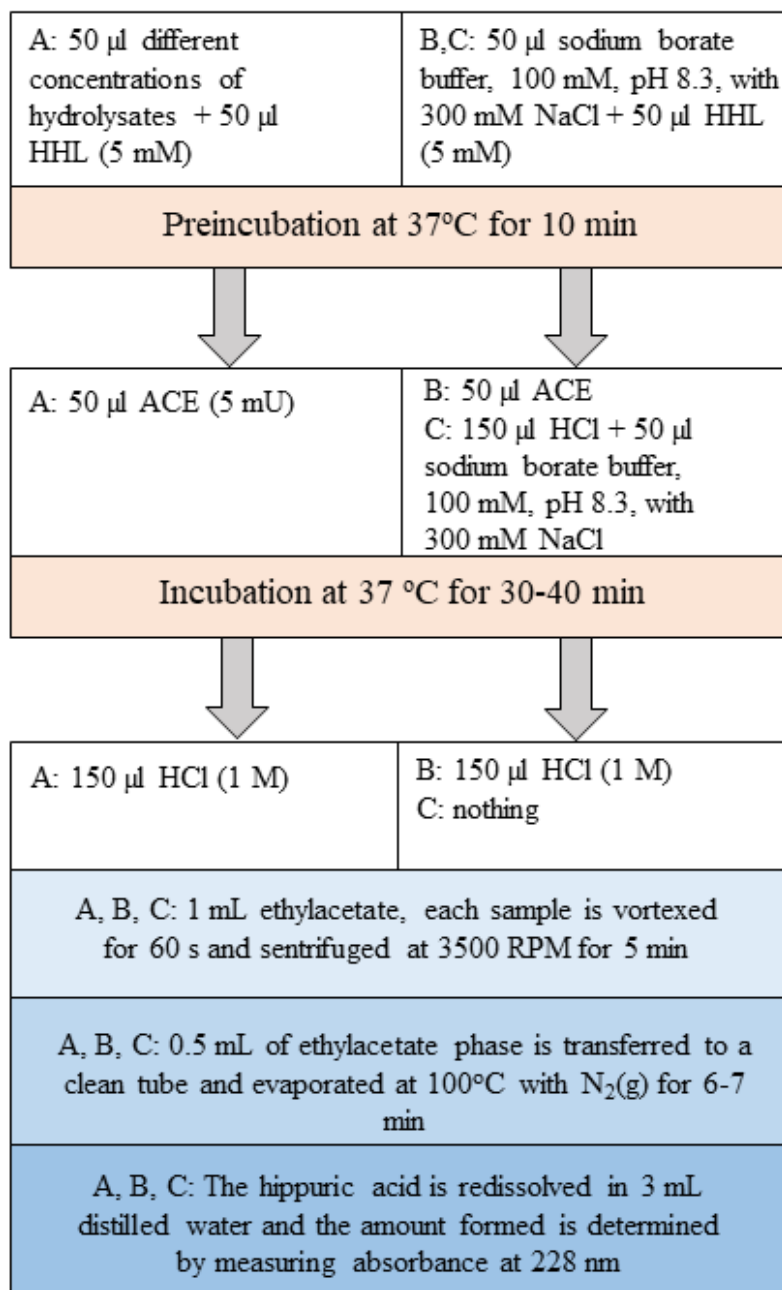 A: 50 µl different
concentrations of
hydrolysates + 50 µl
HHL (5 mM)
B,C: 50 µl sodium borate
buffer, 100 mM, pH 8.3, with
300 mM NaCl + 50 µl HHL
(5 mM)
Preincubation at 37ºC for 10 min
A: 50 µl ACE (5 mU)
B: 50 µl ACE
C: 150 µl HCl + 50 µl
sodium borate buffer,
100 mM, pH 8.3, with
300 mM NaCl
Incubation at 37 ºC for 30-40 min
A: 150 µl HCl (1 M)
B: 150 µl HCl (1 M)
C: nothing
A, B, C: 1 mL ethylacetate, each sample is vortexed
for 60 s and sentrifuged at 3500 RPM for 5 min
A, B, C: 0.5 mL of ethylacetate phase is transferred to a
clean tube and evaporated at 100ºC with N₂(g) for 6-7
min
A, B, C: The hippuric acid is redissolved in 3 mL
distilled water and the amount formed is determined
by measuring absorbance at 228 nm